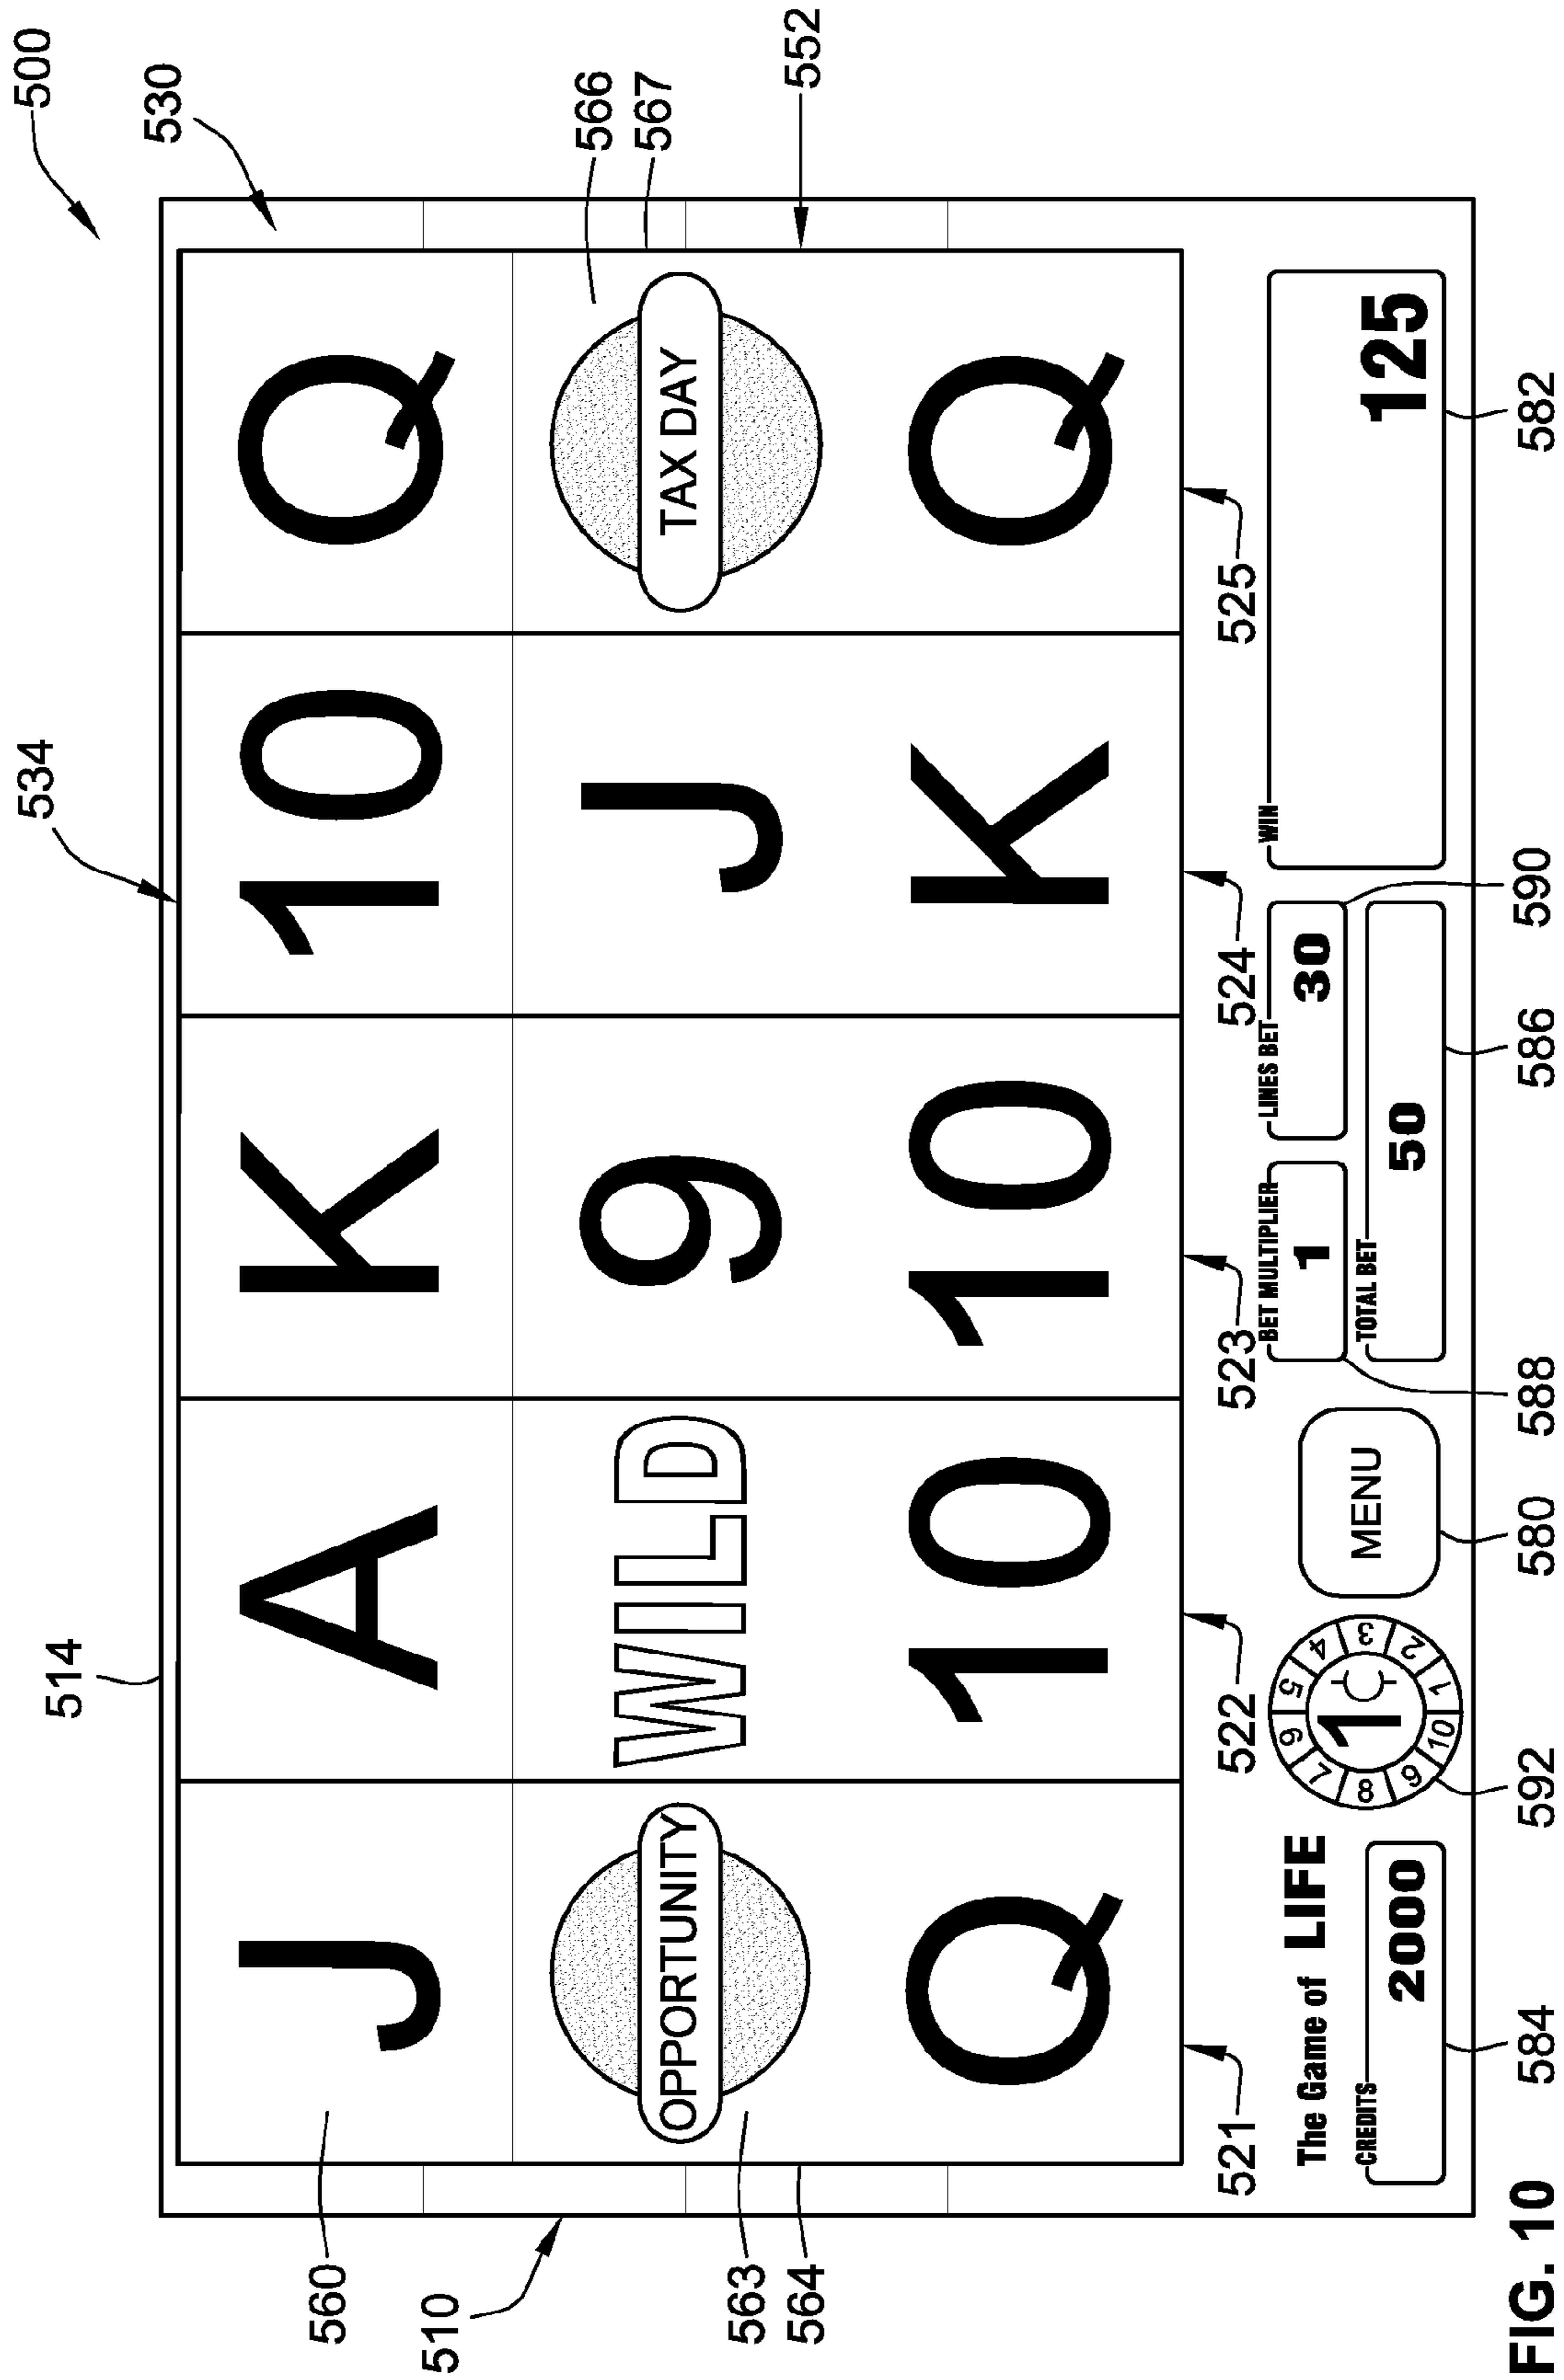 500
534
530
514
J A K 10 Q
560
566
567
OPPORTUNITY WILD 9 J TAX DAY
510
563
564
552
Q 10 10 K Q
521 522 523 524 525
The Game of LIFE
CREDITS
2000
1¢
1 2 3 4 5 6 7 8 9 10
MENU
BET MULTIPLIER
1
LINES BET
30
TOTAL BET
50
WIN
125
584 592 580 588 586 590 582
FIG. 10